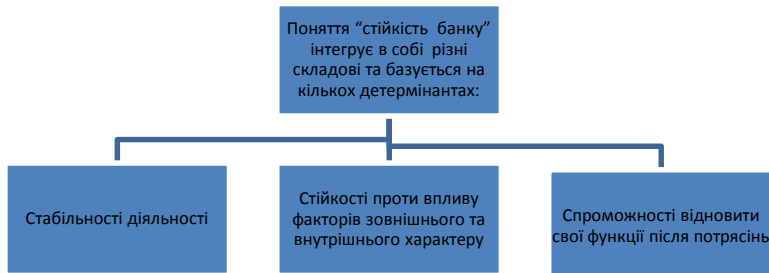 Поняття “стійкість банку”
інтегрує в собі різні
складові та базується на
кількох детермінантах:
Стабільності діяльності
Стійкості проти впливу
факторів зовнішнього та
внутрішнього характеру
Спроможності відновити
свої функції після потрясінь